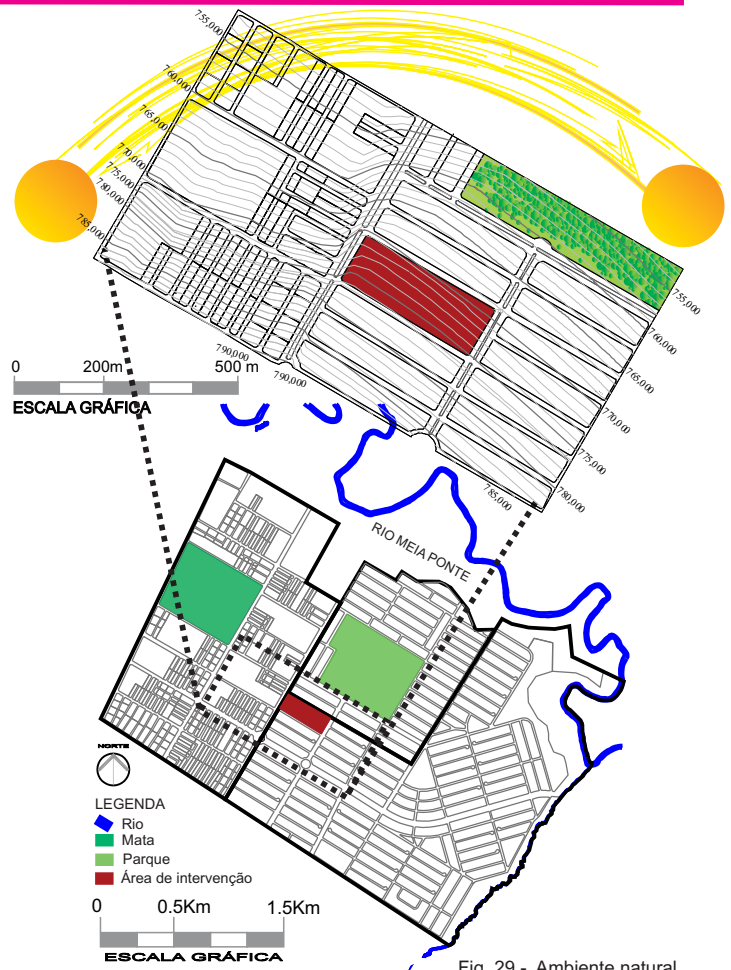 755,000
760,000
765,000
770,000
775,000
780,000
785,000
755,000
760,000
765,000
770,000
775,000
780,000
785,000
790,000
790,000
0 200m 500 m
ESCALA GRÁFICA
RIO MEIA PONTE
NORTE
LEGENDA
Rio
Mata
Parque
Área de intervenção
0 0.5Km 1.5Km
ESCALA GRÁFICA
Fig. 29 - Ambiente natural